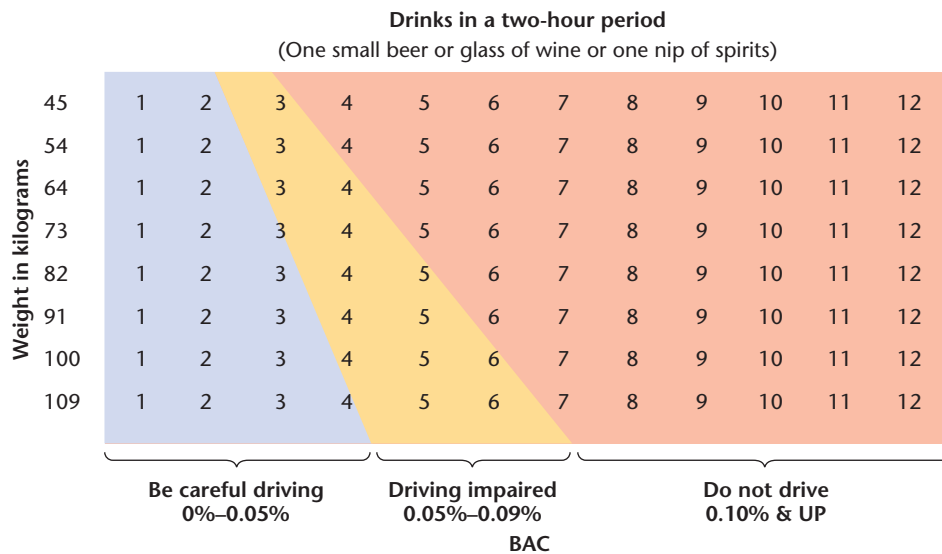 Drinks in a two-hour period
(One small beer or glass of wine or one nip of spirits)
Weight in kilograms
45 1 2 3 4 5 6 7 8 9 10 11 12
54 1 2 3 4 5 6 7 8 9 10 11 12
64 1 2 3 4 5 6 7 8 9 10 11 12
73 1 2 3 4 5 6 7 8 9 10 11 12
82 1 2 3 4 5 6 7 8 9 10 11 12
91 1 2 3 4 5 6 7 8 9 10 11 12
100 1 2 3 4 5 6 7 8 9 10 11 12
109 1 2 3 4 5 6 7 8 9 10 11 12
Be careful driving Driving impaired Do not drive
0%–0.05% 0.05%–0.09% 0.10% & UP
BAC